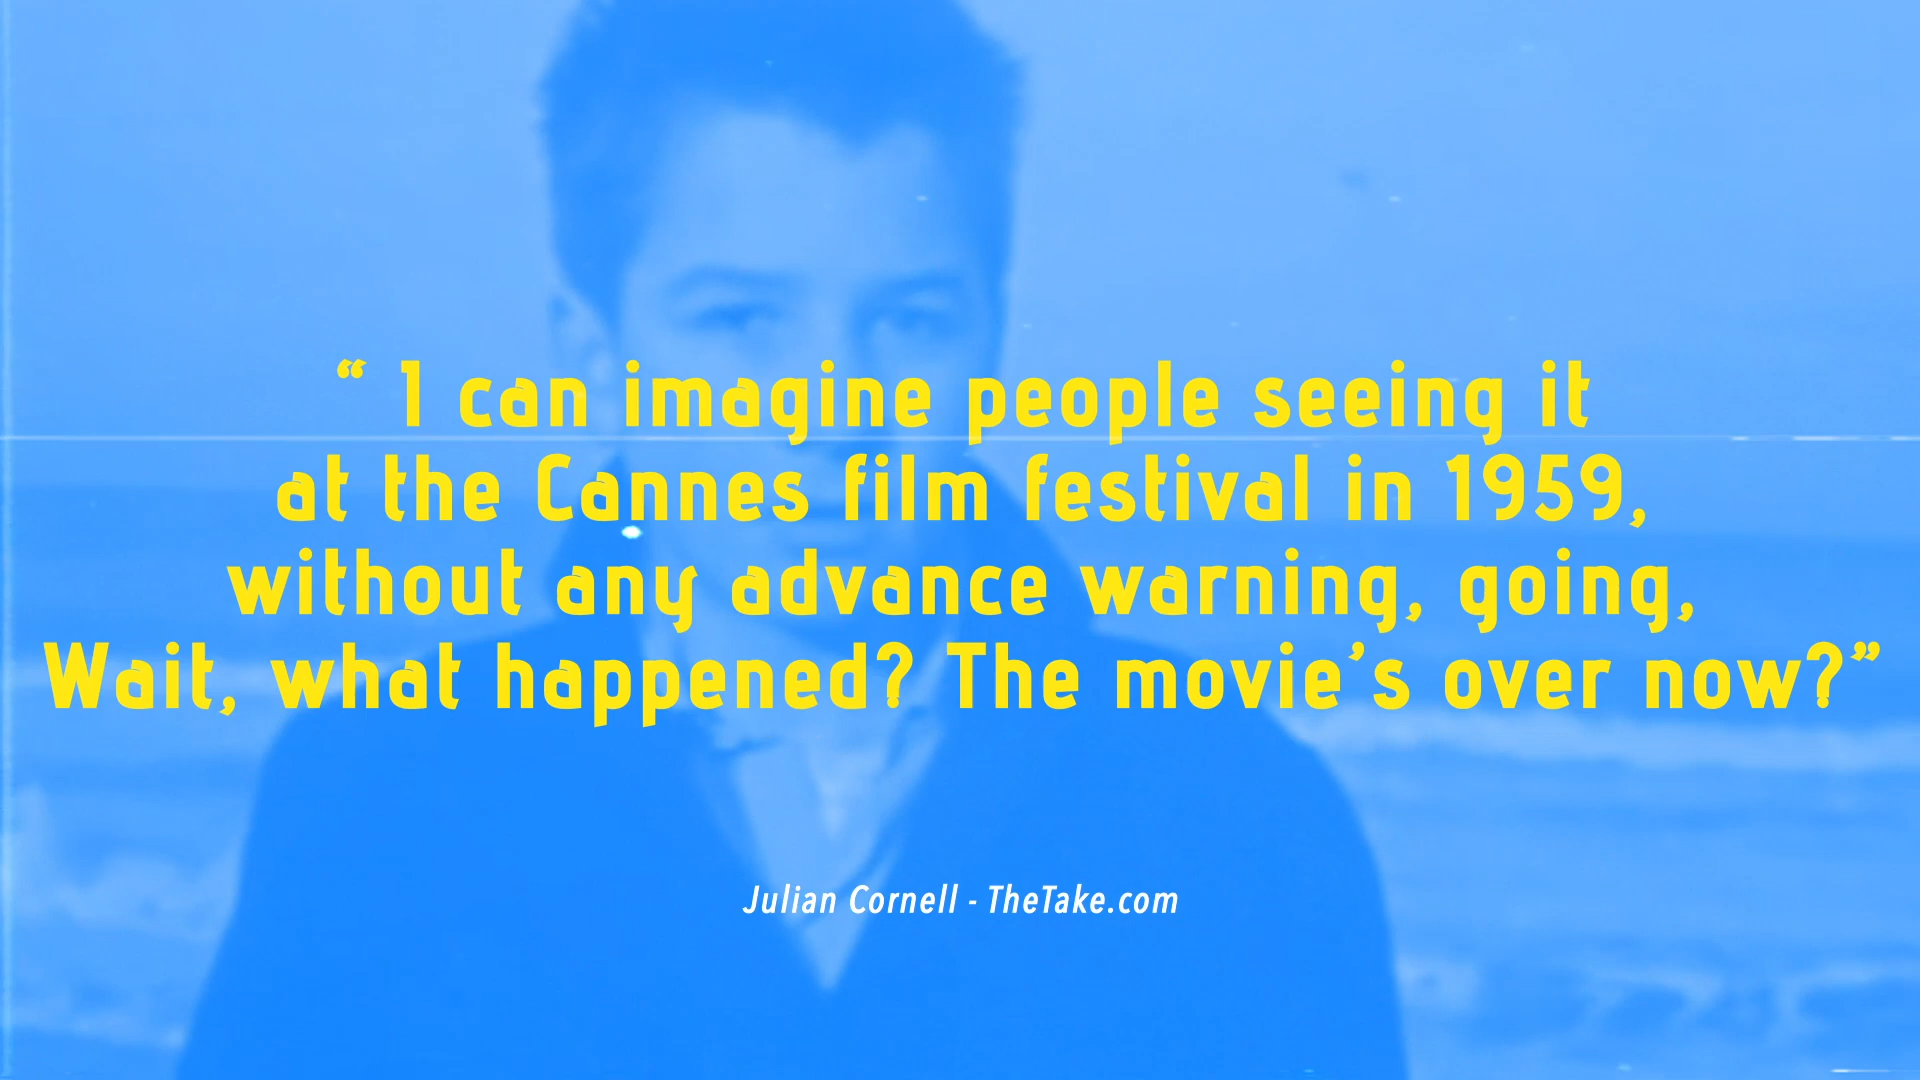 “ I can imagine people seeing it
at the Cannes film festival in 1959,
without any advance warning, going,
Wait, what happened? The movie’s over now?”
Julian Cornell - TheTake.com